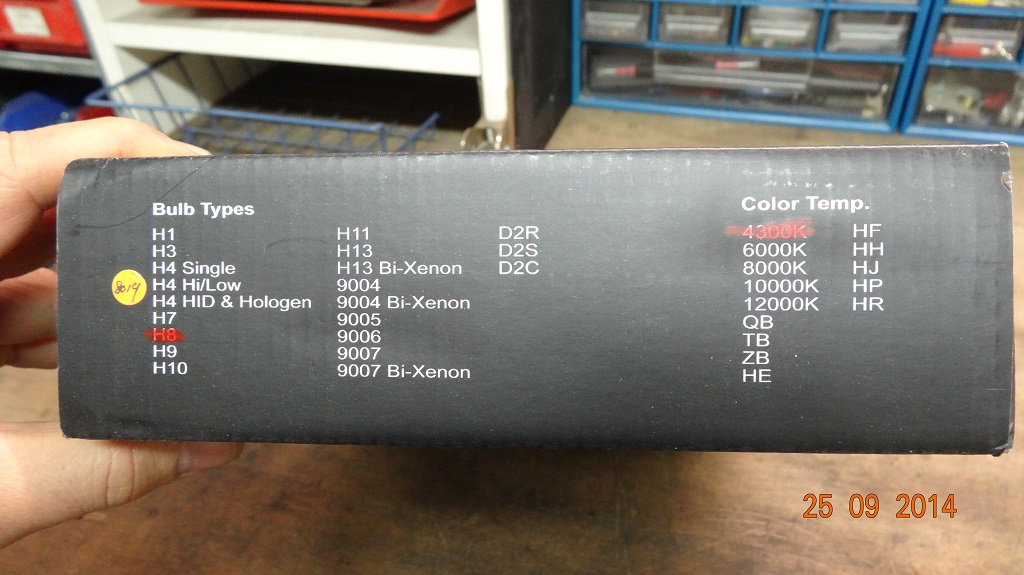 Bulb Types
H1
H3
H4 Single
H4 Hi/Low
H4 HID & Hologen
H7
H8
H9
H10
H11
H13
H13 Bi-Xenon
9004
9004 Bi-Xenon
9005
9006
9007
9007 Bi-Xenon
D2R
D2S
D2C
Color Temp.
4300K
6000K
8000K
10000K
12000K
QB
TB
ZB
HE
HF
HH
HJ
HP
HR
8014
25 09 2014